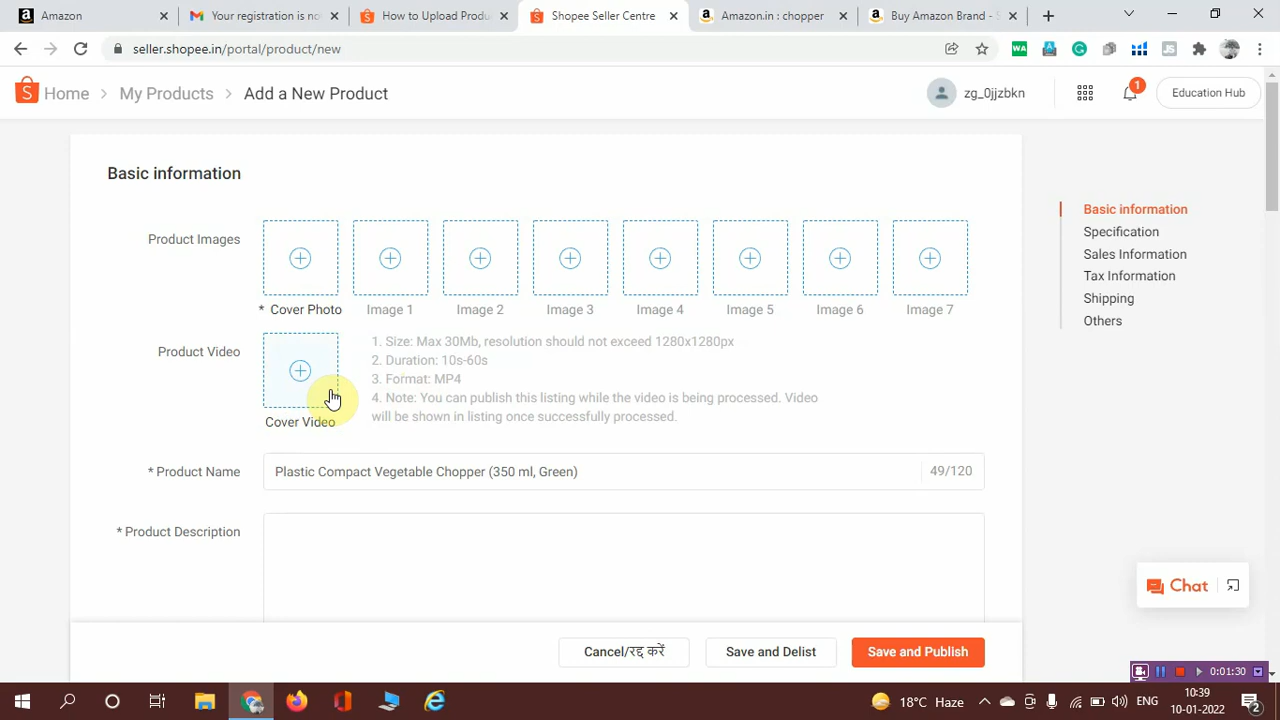 Amazon
Your registration is no
How to Upload Produ
Shopee Seller Centre
Amazon.in : chopper
Buy Amazon Brand - S
seller.shopee.in/portal/product/new
WA
JS
Home > My Products > Add a New Product
zg_0jjzbkn
1
Education Hub
Basic information
Product Images
* Cover Photo
Image 1
Image 2
Image 3
Image 4
Image 5
Image 6
Image 7
Product Video
Cover Video
1. Size: Max 30Mb, resolution should not exceed 1280x1280px
2. Duration: 10s-60s
3. Format: MP4
4. Note: You can publish this listing while the video is being processed. Video
will be shown in listing once successfully processed.
* Product Name
Plastic Compact Vegetable Chopper (350 ml, Green)
49/120
* Product Description
Basic information
Specification
Sales Information
Tax Information
Shipping
Others
Chat
Cancel/रद्द करें
Save and Delist
Save and Publish
0:01:30
18°C Haze
ENG
10:39
10-01-2022
2